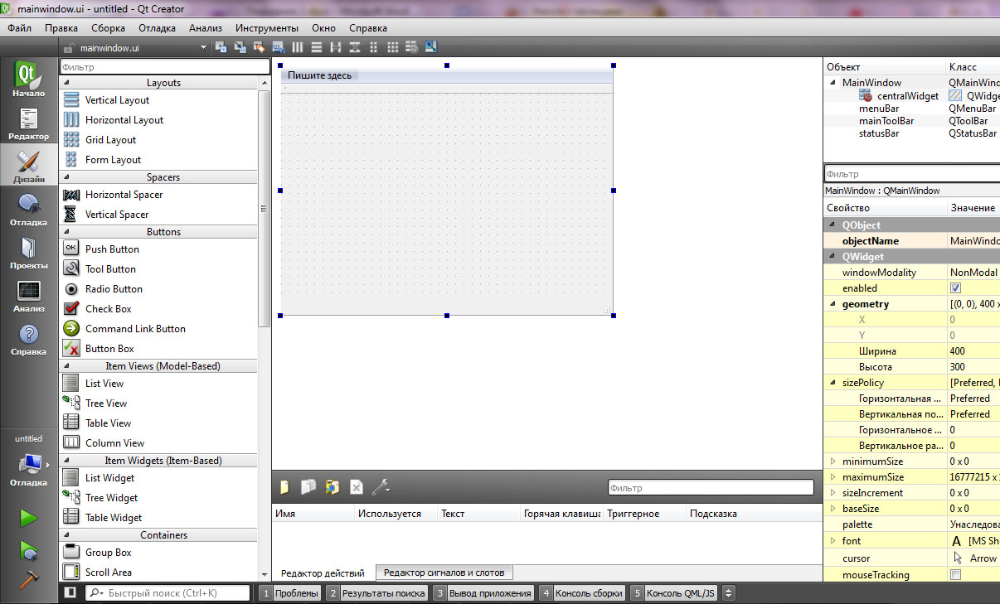 mainwindow.ui - untitled - Qt Creator
Файл Правка Сборка Отладка Анализ Инструменты Окно Справка
mainwindow.ui
Начало
Редактор
Дизайн
Отладка
Проекты
Анализ
Справка
untitled
Отладка
Фильтр
Layouts
Vertical Layout
Horizontal Layout
Grid Layout
Form Layout
Spacers
Horizontal Spacer
Vertical Spacer
Buttons
OK Push Button
Tool Button
Radio Button
Check Box
Command Link Button
Button Box
Item Views (Model-Based)
List View
Tree View
Table View
Column View
Item Widgets (Item-Based)
List Widget
Tree Widget
Table Widget
Containers
Group Box
Scroll Area
Пишите здесь
Фильтр
Имя Используется Текст Горячая клавиша Триггерное Подсказка
Редактор действий Редактор сигналов и слотов
Объект Класс
MainWindow QMainWind
centralWidget QWidge
menuBar QMenuBar
mainToolBar QToolBar
statusBar QStatusBar
Фильтр
MainWindow : QMainWindow
Свойство Значение
QObject
objectName MainWindo
QWidget
windowModality NonModal
enabled
geometry [(0, 0), 400 x
X 0
Y 0
Ширина 400
Высота 300
sizePolicy [Preferred,
Горизонтальная ... Preferred
Вертикальная по... Preferred
Горизонтальное ... 0
Вертикальное ра... 0
minimumSize 0 x 0
maximumSize 16777215 x
sizeIncrement 0 x 0
baseSize 0 x 0
palette Унаследова
font A [MS She
cursor Arrow
mouseTracking
Быстрый поиск (Ctrl+K) 1 Проблемы 2 Результаты поиска 3 Вывод приложения 4 Консоль сборки 5 Консоль QML/JS